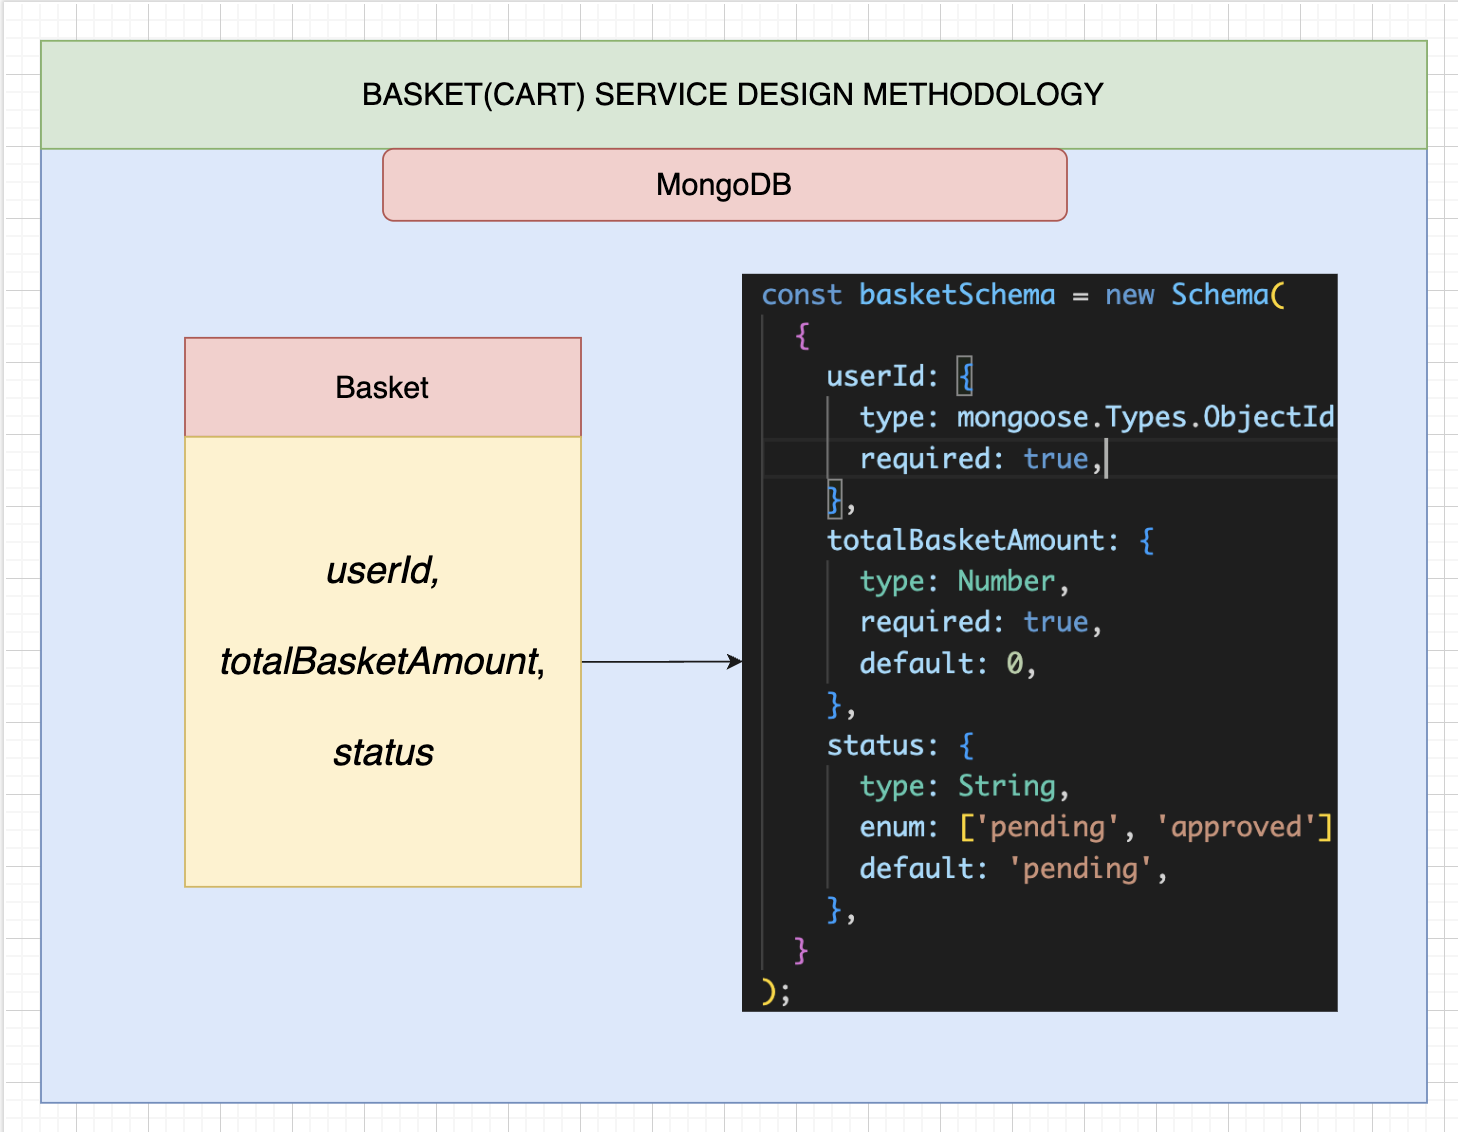 BASKET(CART) SERVICE DESIGN METHODOLOGY
MongoDB
Basket
userId,
totalBasketAmount,
status
const basketSchema = new Schema(
{
userId: {
type: mongoose.Types.ObjectId
required: true,
},
totalBasketAmount: {
type: Number,
required: true,
default: 0,
},
status: {
type: String,
enum: ['pending', 'approved']
default: 'pending',
},
}
);